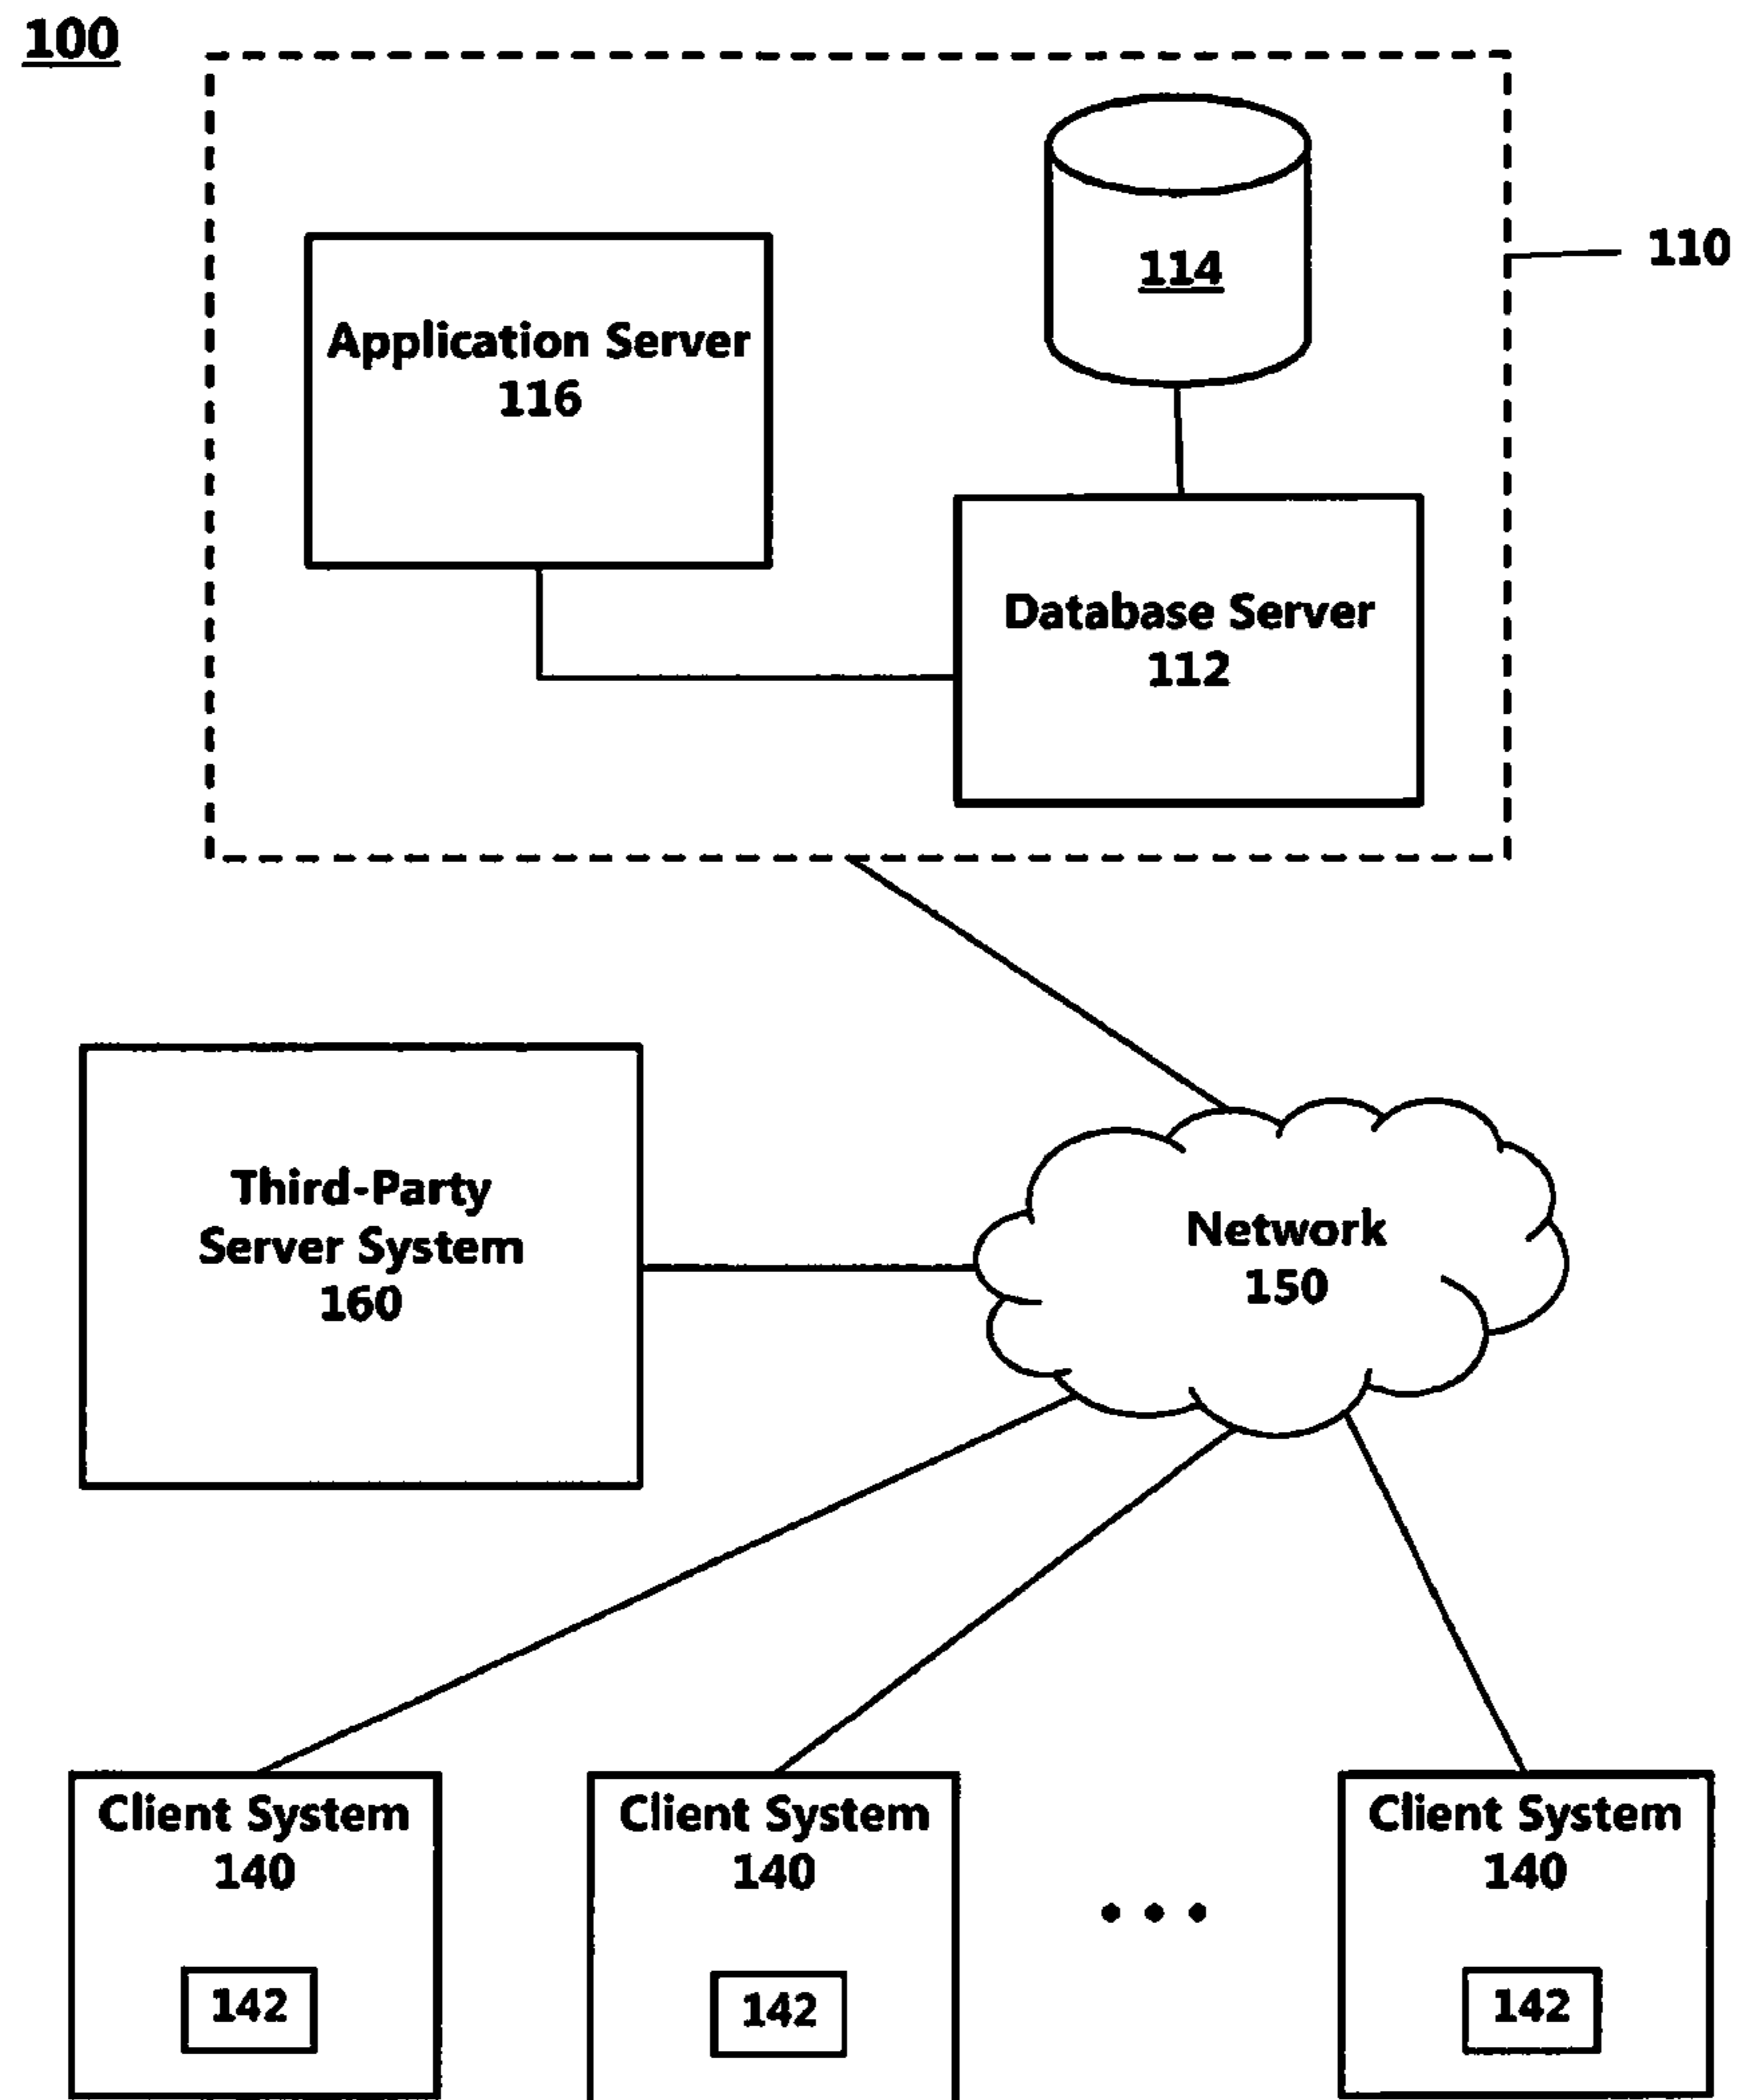 100
114
110
Application Server
116
Database Server
112
Third-Party
Server System
160
Network
150
Client System
140
142
Client System
140
142
Client System
140
142